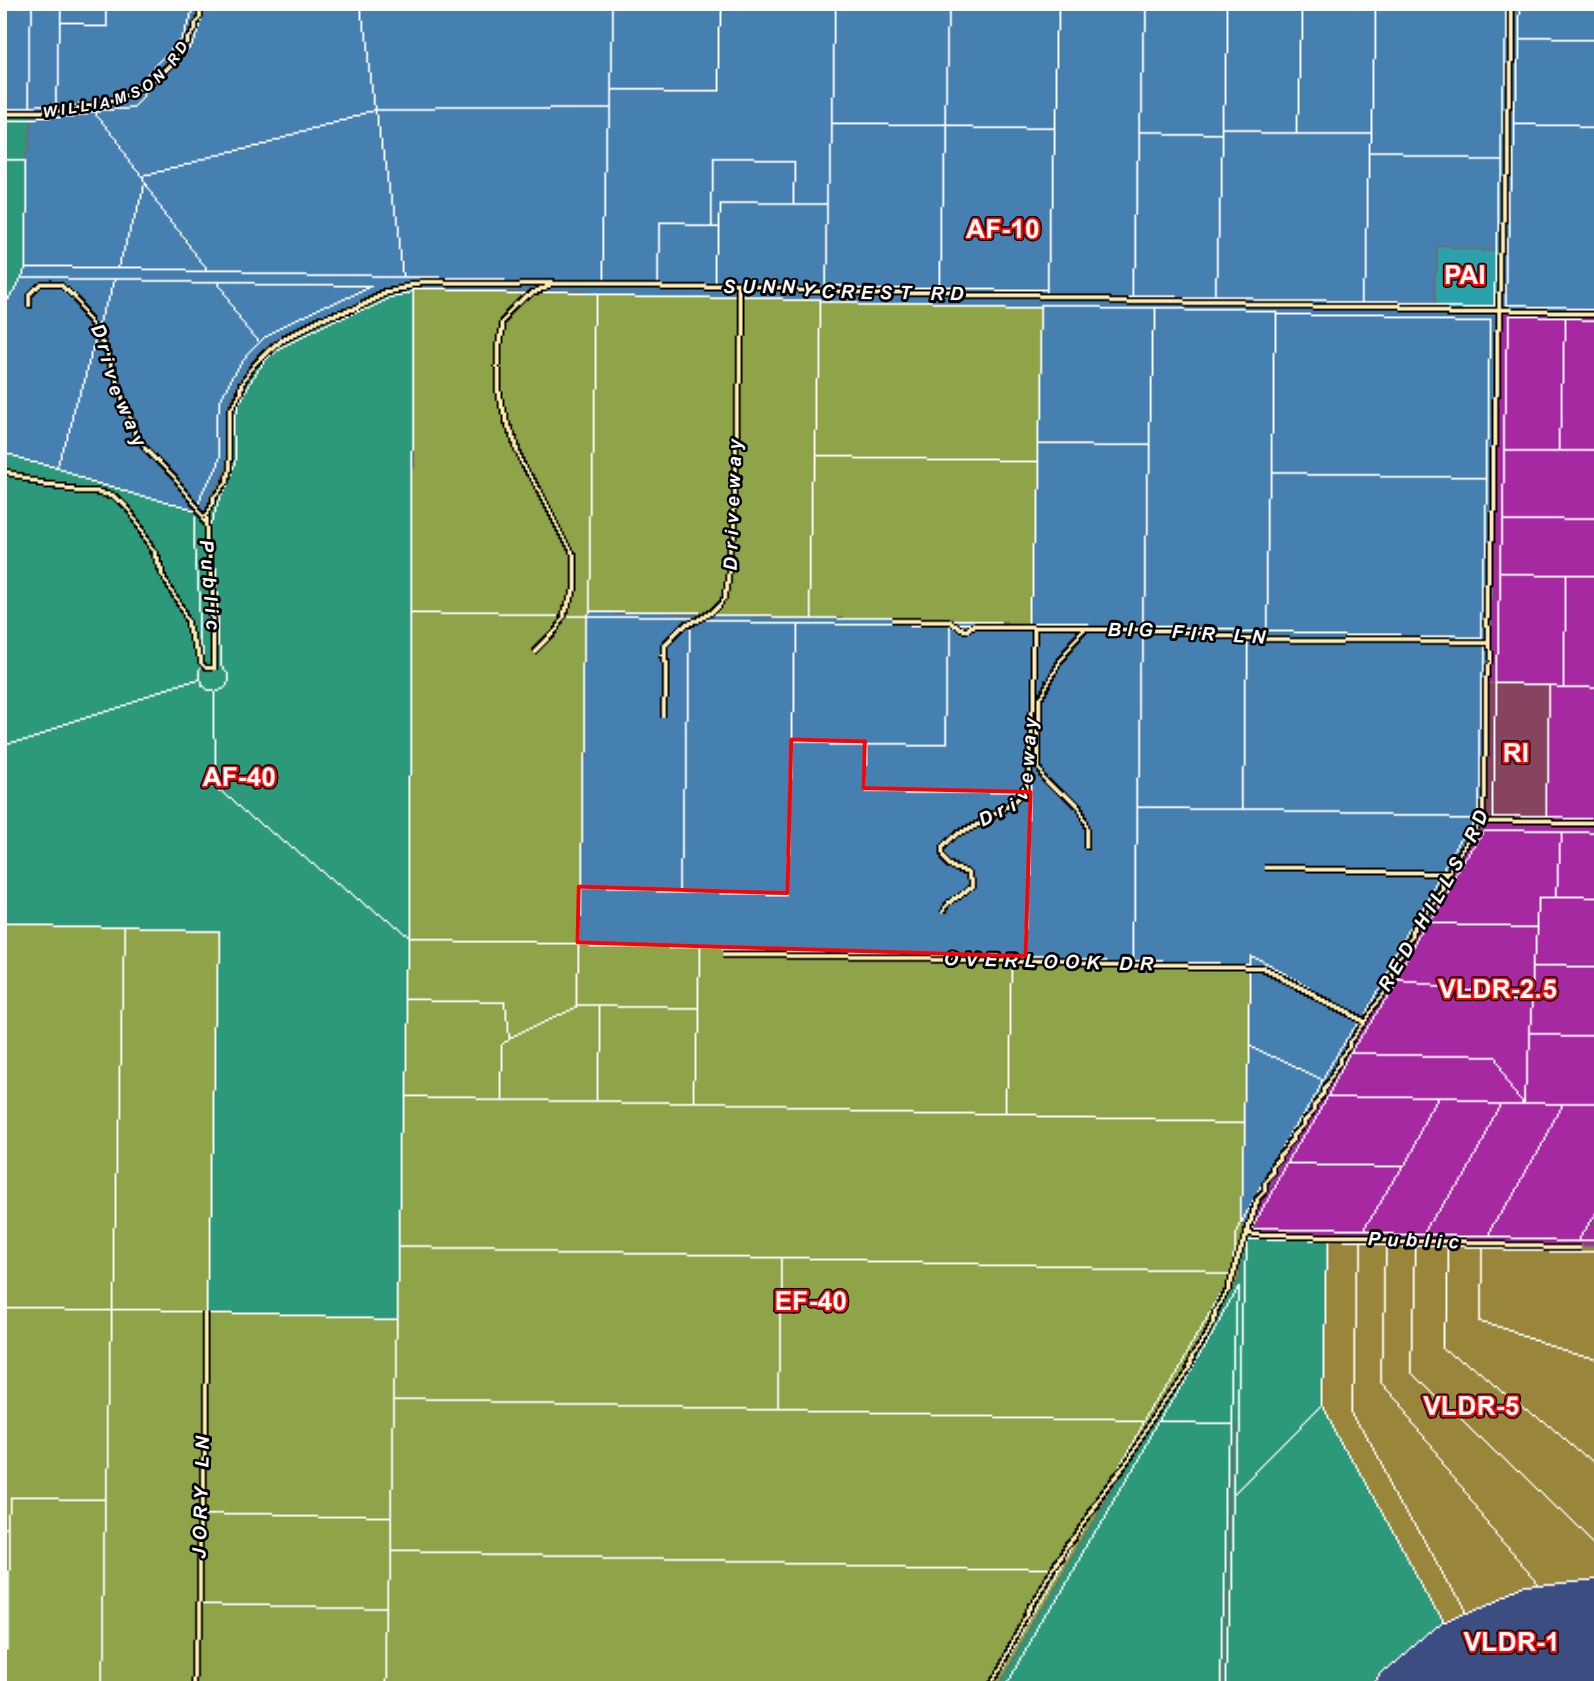 WILLIAMSON RD
AF-10
PAI
SUNNYCREST RD
Driveway
Driveway
Public
BIG FIR LN
RI
AF-40
Driveway
RED HILLS RD
OVERLOOK DR
VLDR-2.5
Public
EF-40
VLDR-5
JORY LN
VLDR-1